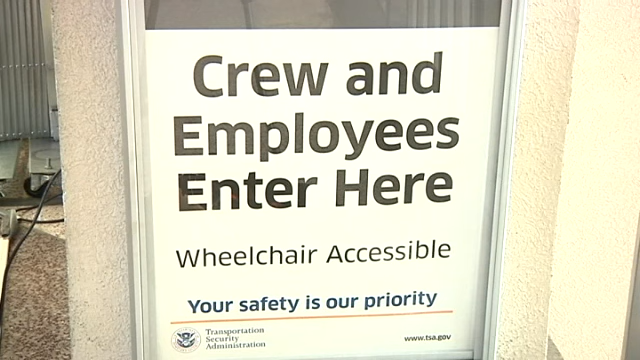 Crew and
Employees
Enter Here
Wheelchair Accessible
Your safety is our priority
Transportation
Security
Administration
www.tsa.gov